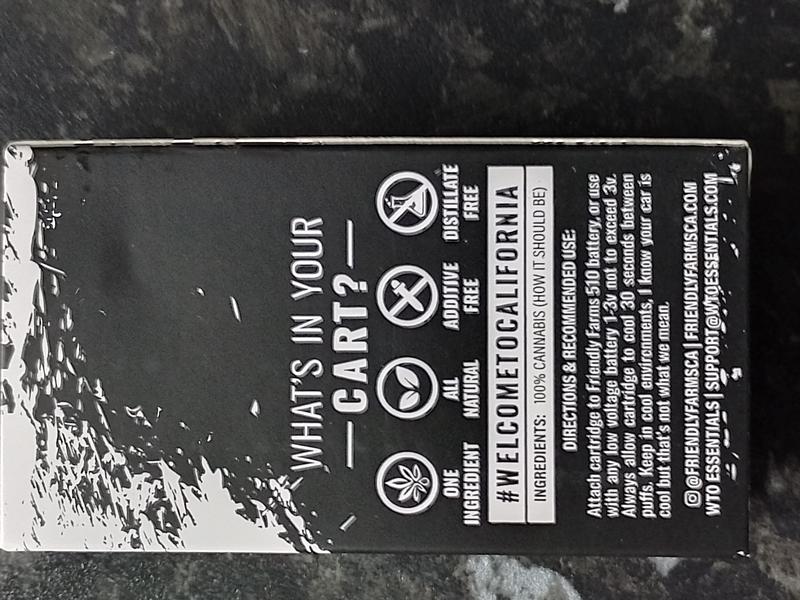 WHAT'S IN YOUR
CART?
ONE
INGREDIENT
ALL
NATURAL
ADDITIVE
FREE
DISTILLATE
FREE
#WELCOMETOCALIFORNIA
INGREDIENTS: 100% CANNABIS (HOW IT SHOULD BE)
DIRECTIONS & RECOMMENDED USE:
Attach cartridge to Friendly Farms 510 battery, or use
with any low voltage battery 1-3v not to exceed 3v.
Always allow cartridge to cool 30 seconds between
puffs. Keep in cool environments, I know your car is
cool but that's not what we mean.
@FRIENDLYFARMSCA | FRIENDLYFARMSCA.COM
WTO ESSENTIALS | SUPPORT@WTOESSENTIALS.COM